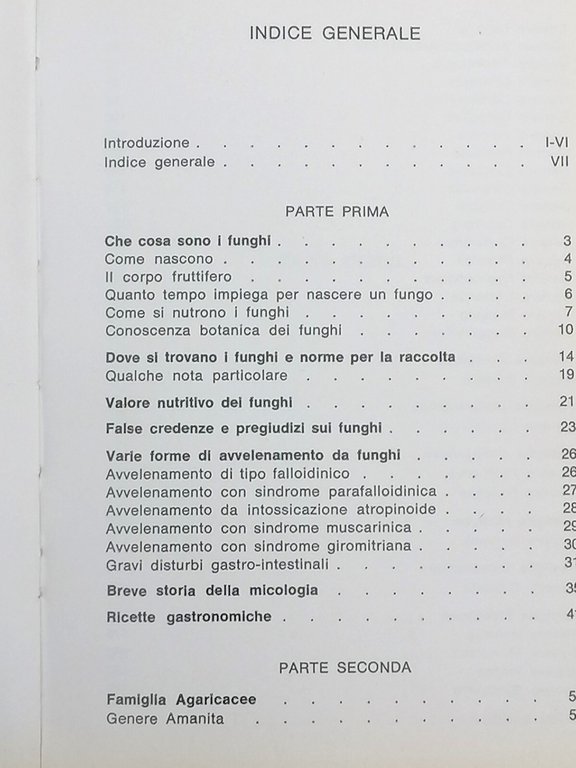 INDICE GENERALE
Introduzione . . . . . . . . . . . . . I-VI
Indice generale . . . . . . . . . . . . VII
PARTE PRIMA
Che cosa sono i funghi . . . . . . . . . . 3
Come nascono . . . . . . . . . . . . 4
Il corpo fruttifero . . . . . . . . . . . 5
Quanto tempo impiega per nascere un fungo . . . . 6
Come si nutrono i funghi . . . . . . . . . 7
Conoscenza botanica dei funghi . . . . . . . 10
Dove si trovano i funghi e norme per la raccolta . . . 14
Qualche nota particolare . . . . . . . . . 19
Valore nutritivo dei funghi . . . . . . . . . 21
False credenze e pregiudizi sui funghi . . . . . . 23
Varie forme di avvelenamento da funghi . . . . . 26
Avvelenamento di tipo falloidinico . . . . . . . 26
Avvelenamento con sindrome parafalloidinica . . . . 27
Avvelenamento da intossicazione atropinoide . . . . 28
Avvelenamento con sindrome muscarinica . . . . . 29
Avvelenamento con sindrome giromitriana . . . . . 30
Gravi disturbi gastro-intestinali . . . . . . . . 31
Breve storia della micologia . . . . . . . . 35
Ricette gastronomiche . . . . . . . . . . 4
PARTE SECONDA
Famiglia Agaricacee . . . . . . . . . . 5
Genere Amanita . . . . . . . . . . . 5